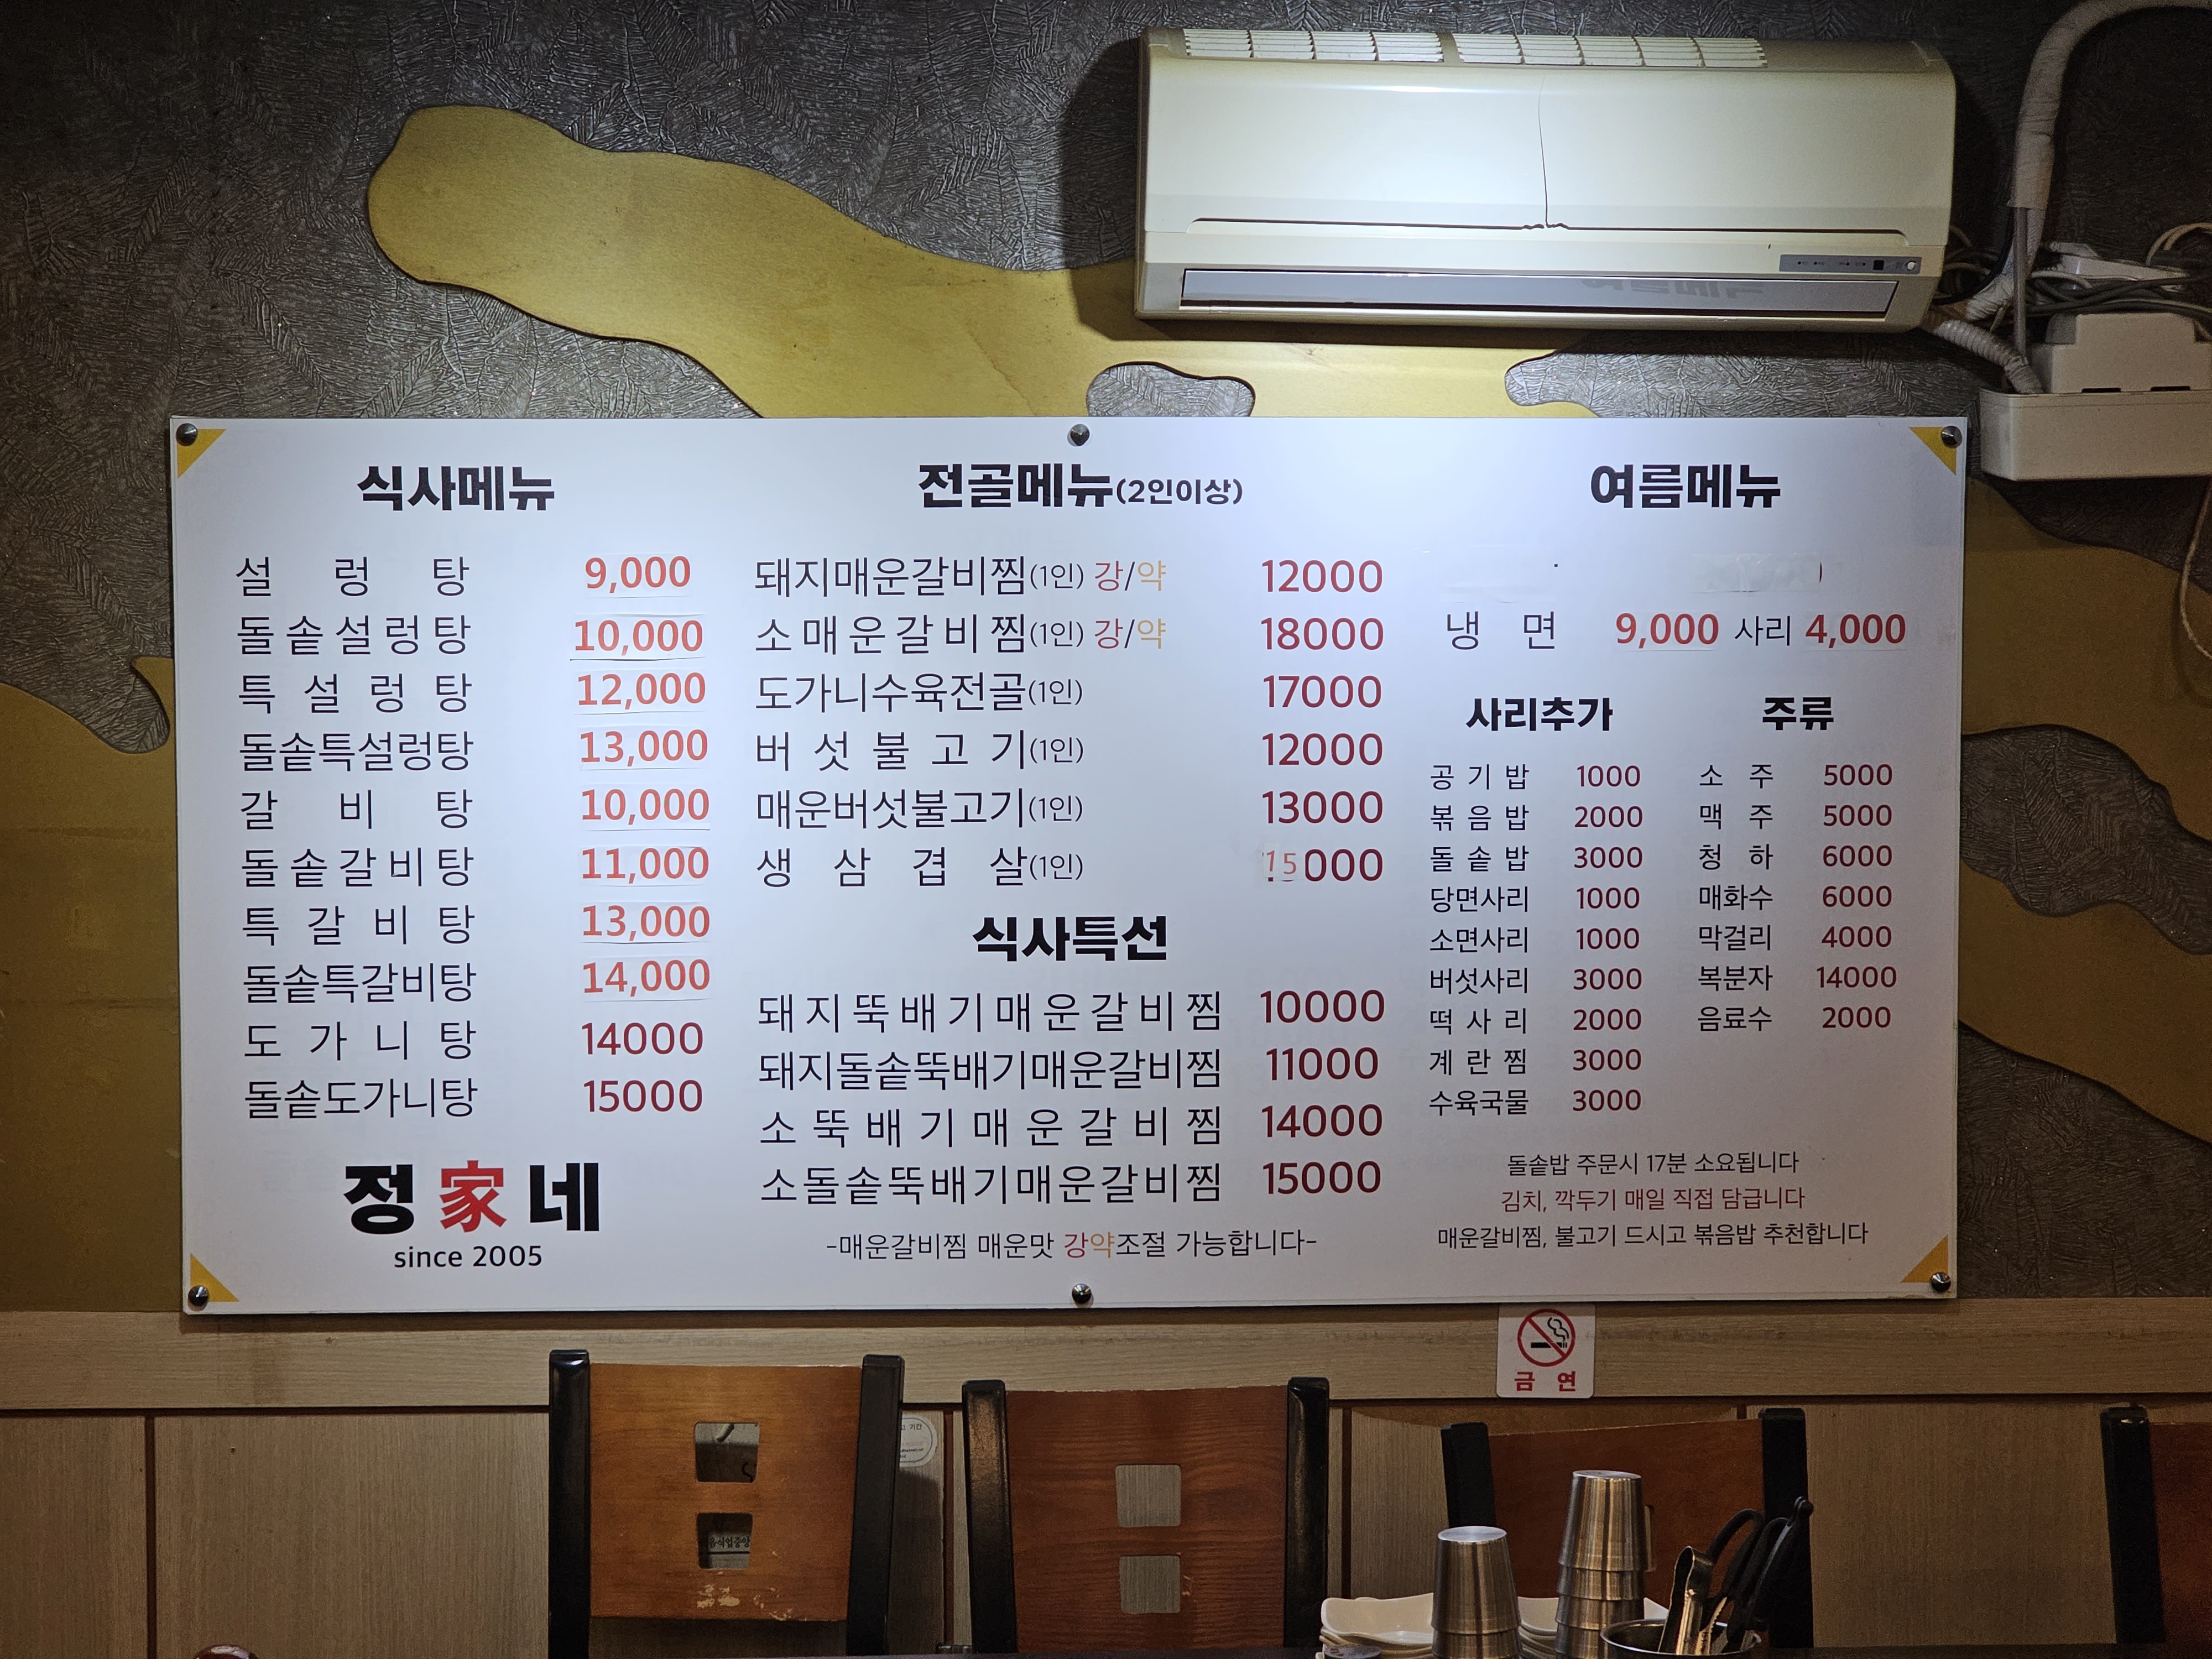 식사메뉴
설렁탕 9,000
돌솥설렁탕 10,000
특설렁탕 12,000
돌솥특설렁탕 13,000
갈비탕 10,000
돌솥갈비탕 11,000
특갈비탕 13,000
돌솥특갈비탕 14,000
도가니탕 14000
돌솥도가니탕 15000
정家네
since 2005
전골메뉴(2인이상)
돼지매운갈비찜(1인) 강/약 12000
소매운갈비찜(1인) 강/약 18000
도가니수육전골(1인) 17000
버섯불고기(1인) 12000
매운버섯불고기(1인) 13000
생삼겹살(1인) 15000
식사특선
돼지뚝배기매운갈비찜 10000
돼지돌솥뚝배기매운갈비찜 11000
소뚝배기매운갈비찜 14000
소돌솥뚝배기매운갈비찜 15000
-매운갈비찜 매운맛 강약조절 가능합니다-
여름메뉴
냉면 9,000 사리 4,000
사리추가
공기밥 1000
볶음밥 2000
돌솥밥 3000
당면사리 1000
소면사리 1000
버섯사리 3000
떡사리 2000
계란찜 3000
수육국물 3000
주류
소주 5000
맥주 5000
청하 6000
매화수 6000
막걸리 4000
복분자 14000
음료수 2000
돌솥밥 주문시 17분 소요됩니다
김치, 깍두기 매일 직접 담급니다
매운갈비찜, 불고기 드시고 볶음밥 추천합니다
금연